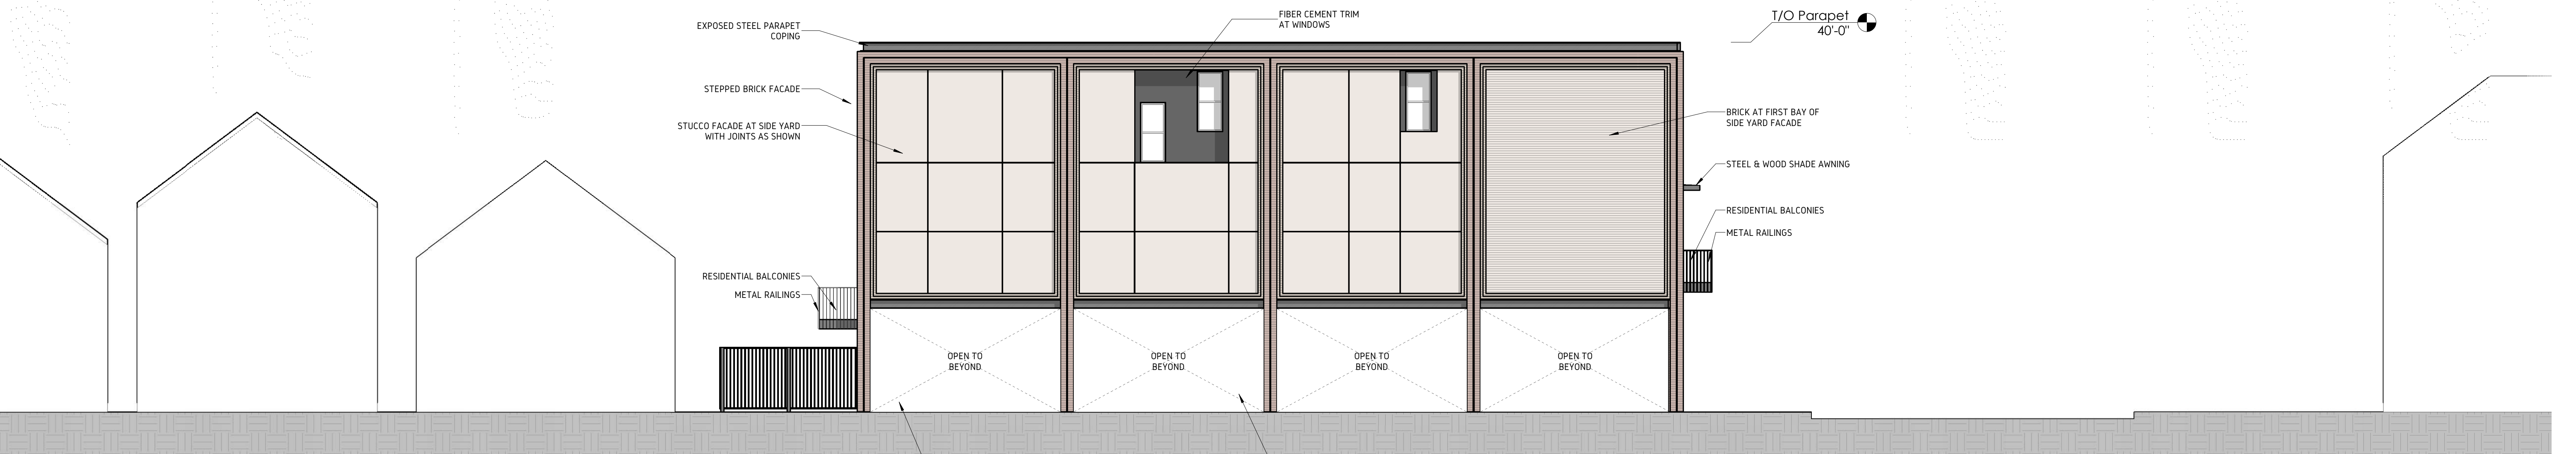 EXPOSED STEEL PARAPET
COPING
STEPPED BRICK FACADE
STUCCO FACADE AT SIDE YARD
WITH JOINTS AS SHOWN
RESIDENTIAL BALCONIES
METAL RAILINGS
FIBER CEMENT TRIM
AT WINDOWS
T/O Parapet
40'-0"
BRICK AT FIRST BAY OF
SIDE YARD FACADE
STEEL & WOOD SHADE AWNING
RESIDENTIAL BALCONIES
METAL RAILINGS
OPEN TO
BEYOND
OPEN TO
BEYOND
OPEN TO
BEYOND
OPEN TO
BEYOND